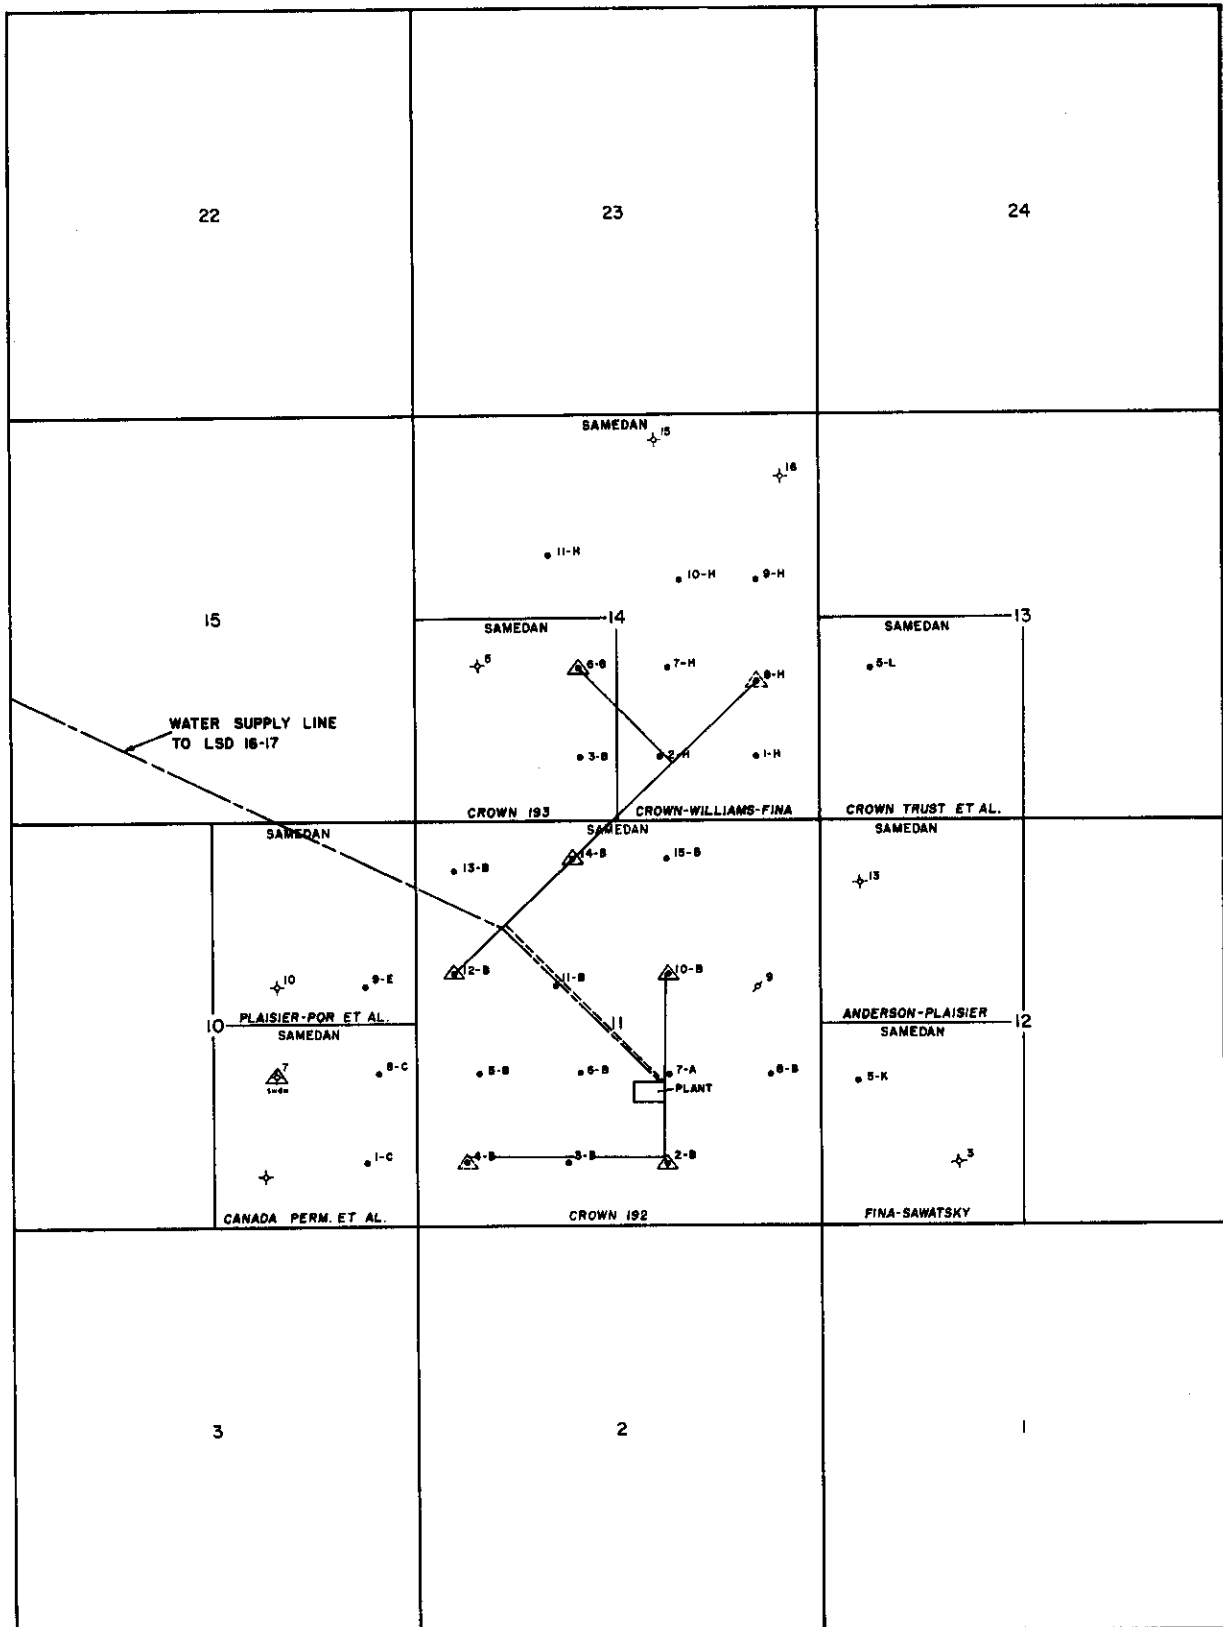 22
23
24
SAMEDAN
15
16
11-H
10-H
9-H
15
14
13
SAMEDAN
SAMEDAN
5
6-B
7-H
8-H
5-L
WATER SUPPLY LINE
TO LSD 16-17
3-B
2-H
1-H
CROWN 193
CROWN-WILLIAMS-FINA
CROWN TRUST ET AL.
SAMEDAN
SAMEDAN
SAMEDAN
13-B
14-B
15-B
13
10
9-E
12-B
11-B
10-B
9
PLAISIER-POR ET AL.
ANDERSON-PLAISIER
10
11
12
SAMEDAN
SAMEDAN
7
8-C
5-B
6-B
7-A
8-B
5-K
PLANT
1-C
4-B
3-B
2-B
3
CANADA PERM. ET AL.
CROWN 192
FINA-SAWATSKY
3
2
1